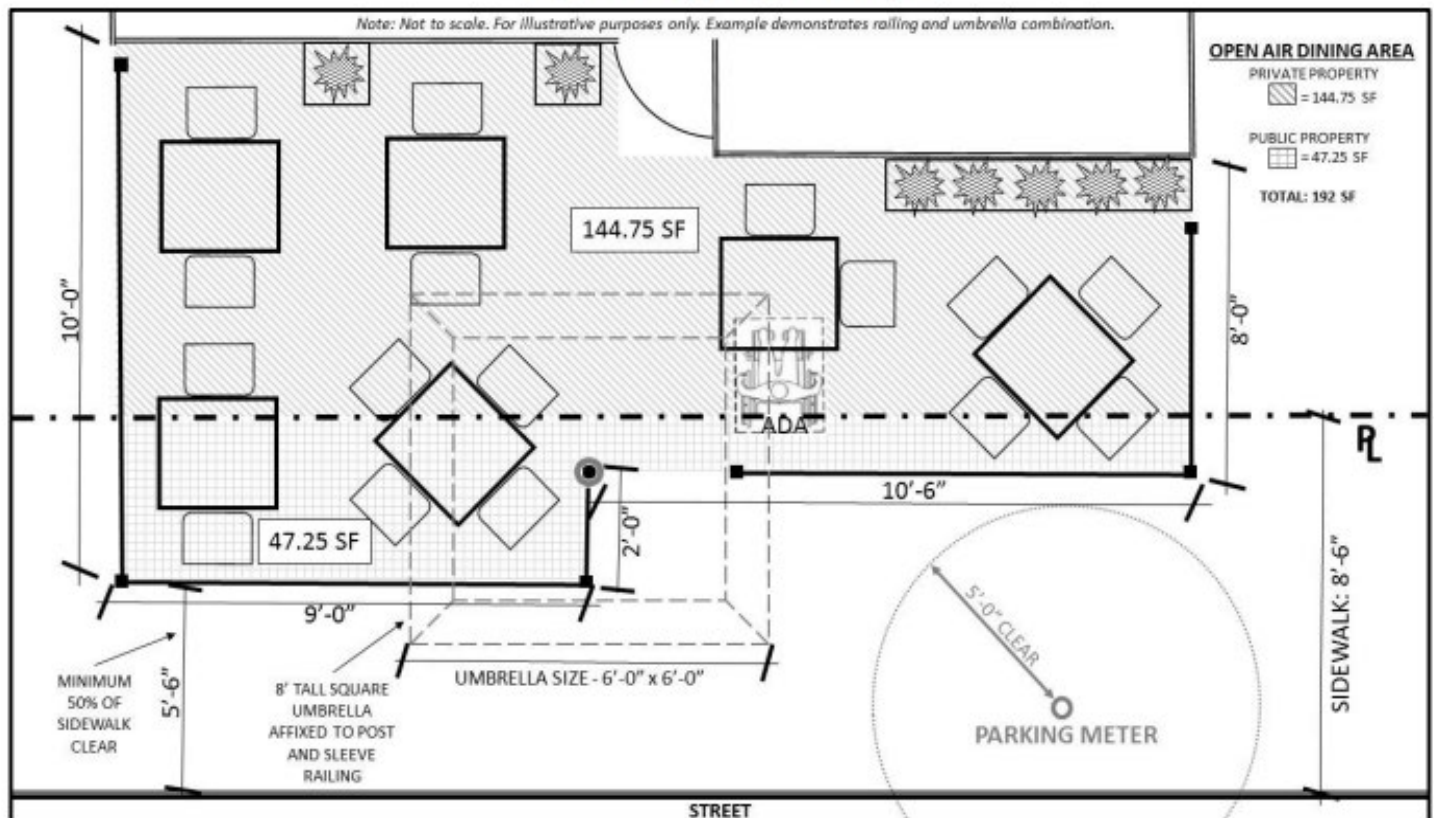 Note: Not to scale. For illustrative purposes only. Example demonstrates railing and umbrella combination.
OPEN AIR DINING AREA
PRIVATE PROPERTY
= 144.75 SF
PUBLIC PROPERTY
= 47.25 SF
TOTAL: 192 SF
144.75 SF
10'-0"
8'-0"
ADA
PL
10'-6"
47.25 SF
2'-0"
9'-0"
5'-0" CLEAR
SIDEWALK: 8'-6"
MINIMUM
50% OF
SIDEWALK
CLEAR
5'-6"
8' TALL SQUARE
UMBRELLA
AFFIXED TO POST
AND SLEEVE
RAILING
UMBRELLA SIZE - 6'-0" x 6'-0"
PARKING METER
STREET